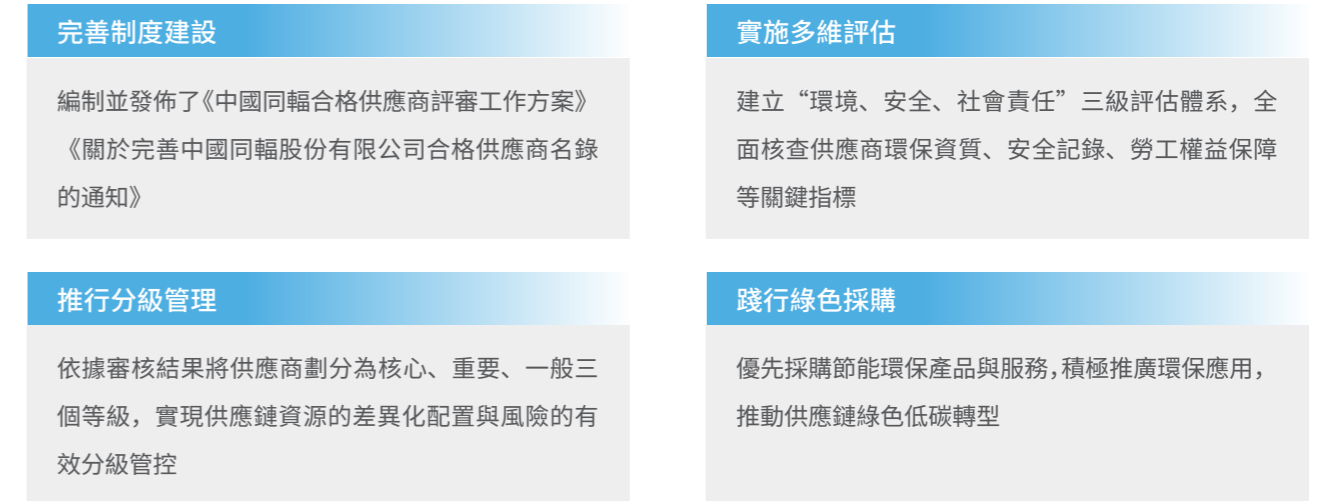 完善制度建設
編制並發佈了《中國同輻合格供應商評審工作方案》
《關於完善中國同輻股份有限公司合格供應商名錄
的通知》
實施多維評估
建立“環境、安全、社會責任”三級評估體系，全
面核查供應商環保資質、安全記錄、勞工權益保障
等關鍵指標
推行分級管理
依據審核結果將供應商劃分為核心、重要、一般三
個等級，實現供應鏈資源的差異化配置與風險的有
效分級管控
踐行綠色採購
優先採購節能環保產品與服務，積極推廣環保應用，
推動供應鏈綠色低碳轉型